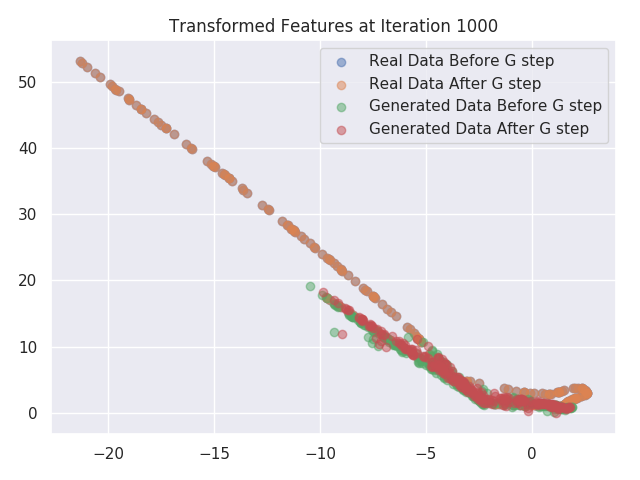 Transformed Features at Iteration 1000
Real Data Before G step
Real Data After G step
Generated Data Before G step
Generated Data After G step
50
40
30
20
10
0
−20 −15 −10 −5 0